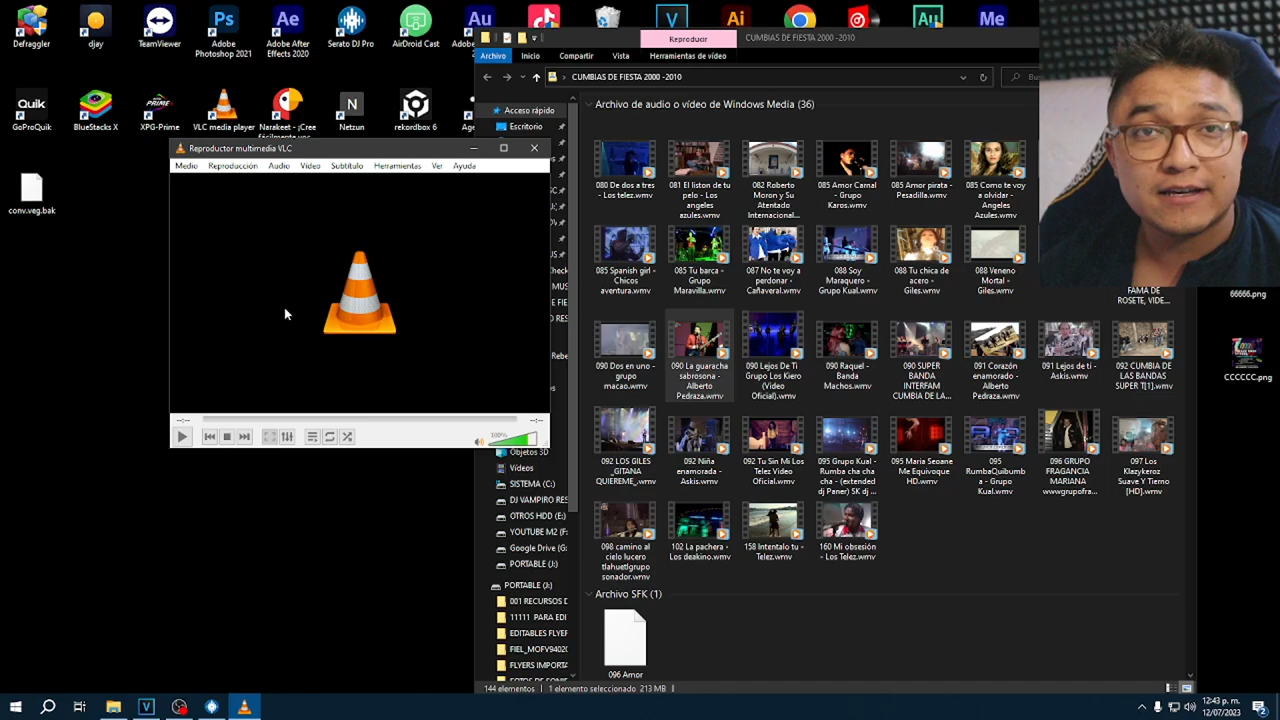 Defraggler
djay
TeamViewer
Adobe
Photoshop 2021
Adobe After
Effects 2020
Serato DJ Pro
AirDroid Cast
Quik
GoProQuik
BlueStacks X
XPG-Prime
VLC media player
Narakeet - ¡Cree
Netzun
rekordbox 6
conv.veg.bak
Reproductor multimedia VLC
Medio Reproducción Audio Vídeo Subtítulo Herramientas Ver Ayuda
--:-- --:--
100%
Reproducir
CUMBIAS DE FIESTA 2000 -2010
Archivo Inicio Compartir Vista Herramientas de vídeo
CUMBIAS DE FIESTA 2000 -2010
Acceso rápido
Escritorio
Objetos 3D
Vídeos
SISTEMA (C:)
DJ VAMPIRO RES
OTROS HDD (E:)
YOUTUBE M2 (F:
Google Drive (G:
PORTABLE (J:)
PORTABLE (J:)
001 RECURSOS D
11111 PARA EDI
EDITABLES FLYER
FIEL_MOFV9402
FLYERS IMPORTA
FOTOS DE SONI
Archivo de audio o vídeo de Windows Media (36)
080 De dos a tres
- Los telez.wmv
081 El liston de tu
pelo - Los
angeles
azules.wmv
082 Roberto
Moron y Su
Atentado
Internacional...
085 Amor Carnal
- Grupo
Karos.wmv
085 Amor pirata -
Pesadilla.wmv
085 Como te voy
a olvidar -
Angeles
Azules.wmv
085 Spanish girl -
Chicos
aventura.wmv
085 Tu barca -
Grupo
Maravilla.wmv
087 No te voy a
perdonar -
Cañaveral.wmv
088 Soy
Maraquero -
Grupo Kual.wmv
088 Tu chica de
acero -
Giles.wmv
088 Veneno
Mortal -
Giles.wmv
FAMA DE
ROSETE, VIDE...
090 Dos en uno -
grupo
macao.wmv
090 La guaracha
sabrosona -
Alberto
Pedraza.wmv
090 Lejos De Ti
Grupo Los Kiero
(Video
Oficial).wmv
090 Raquel -
Banda
Machos.wmv
090 SUPER
BANDA
INTERFAM
CUMBIA DE LA...
091 Corazón
enamorado -
Alberto
Pedraza.wmv
091 Lejos de ti -
Askis.wmv
092 CUMBIA DE
LAS BANDAS
SUPER T[1].wmv
092 LOS GILES
_GITANA
QUIEREME_.wmv
092 Niña
enamorada -
Askis.wmv
092 Tu Sin Mi Los
Telez Video
Oficial.wmv
095 Grupo Kual -
Rumba cha cha
cha - (extended
dj Paner) SK dj ...
095 Maria Seoane
Me Equivoque
HD.wmv
095
RumbaQuibumb
a - Grupo
Kual.wmv
096 GRUPO
FRAGANCIA
MARIANA
wwwgrupofra...
097 Los
Klazykeroz
Suave Y Tierno
[HD].wmv
098 camino al
cielo lucero
tlahuetlgrupo
sonador.wmv
102 La pachera -
Los deakino.wmv
158 Intentalo tu -
Telez.wmv
160 Mi obsesión
- Los Telez.wmv
Archivo SFK (1)
096 Amor
144 elementos 1 elemento seleccionado 213 MB
66666.png
CCCCCC.png
12:43 p. m.
12/07/2023
2